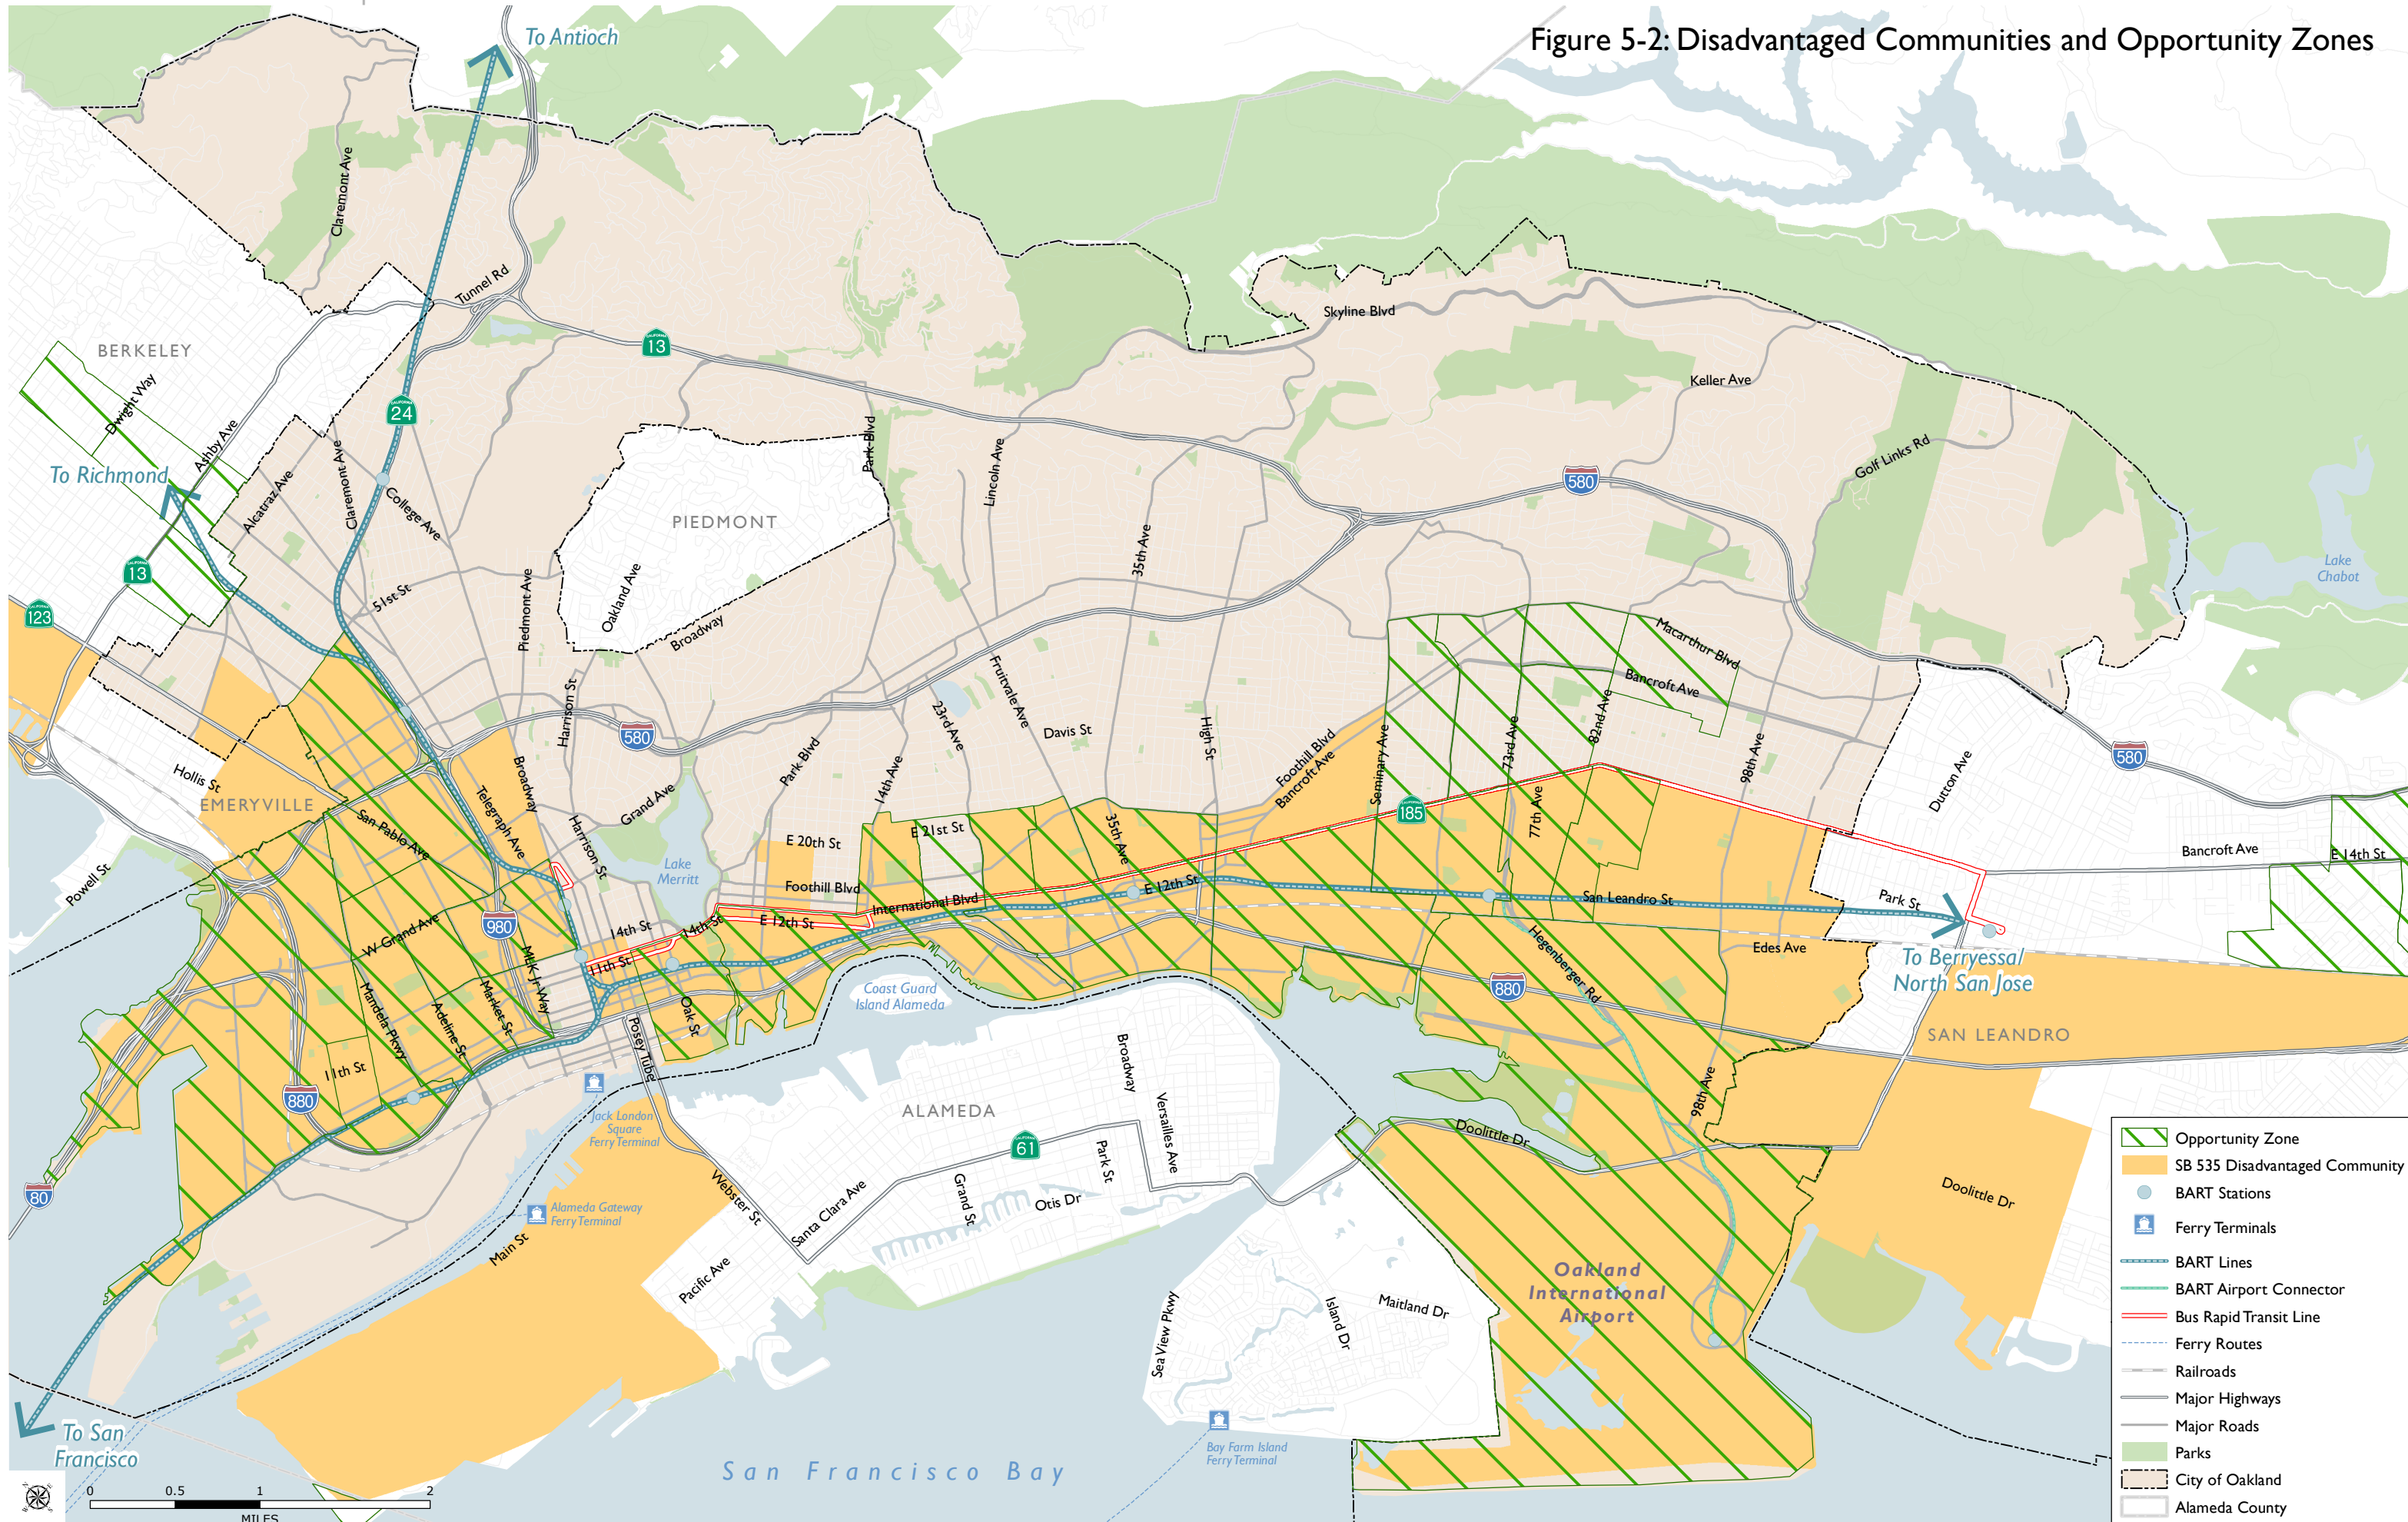 Figure 5-2: Disadvantaged Communities and Opportunity Zones
To Antioch
Claremont Ave
Tunnel Rd
Skyline Blvd
BERKELEY
CALIFORNIA
13
Keller Ave
Dwight Way
CALIFORNIA
24
Ashby Ave
Park Blvd
Golf Links Rd
To Richmond
Alcatraz Ave
Claremont Ave
College Ave
Lincoln Ave
580
PIEDMONT
35th Ave
CALIFORNIA
13
Lake
Chabot
51st St
Piedmont Ave
Oakland Ave
CALIFORNIA
123
Broadway
Macarthur Blvd
Bancroft Ave
Harrison St
Fruitvale Ave
23rd Ave
Davis St
High St
82nd Ave
73rd Ave
580
Foothill Blvd
Bancroft Ave
Seminary Ave
98th Ave
580
Hollis St
EMERYVILLE
Broadway
Park Blvd
14th Ave
Dutton Ave
Telegraph Ave
Grand Ave
San Pablo Ave
Harrison St
E 20th St
E 21st St
35th Ave
CALIFORNIA
185
77th Ave
Bancroft Ave
E 14th St
Powell St
Lake
Merritt
Foothill Blvd
International Blvd
E 12th St
San Leandro St
Park St
980
W Grand Ave
14th St
14th St
E 12th St
11th St
MLK Jr Way
Hegenberger Rd
Edes Ave
To Berryessa/
North San Jose
Mandela Pkwy
Adeline St
Market St
Oak St
Coast Guard
Island Alameda
880
SAN LEANDRO
Posey Tube
Broadway
11th St
880
98th Ave
Jack London
Square
Ferry Terminal
ALAMEDA
Versailles Ave
CALIFORNIA
61
Park St
Doolittle Dr
80
Webster St
Santa Clara Ave
Grand St
Otis Dr
Doolittle Dr
Alameda Gateway
Ferry Terminal
Main St
Pacific Ave
Oakland
International
Airport
Sea View Pkwy
Island Dr
Maitland Dr
To San
Francisco
Bay Farm Island
Ferry Terminal
San Francisco Bay
0 0.5 1 2
MILES
Opportunity Zone
SB 535 Disadvantaged Community
BART Stations
Ferry Terminals
BART Lines
BART Airport Connector
Bus Rapid Transit Line
Ferry Routes
Railroads
Major Highways
Major Roads
Parks
City of Oakland
Alameda County